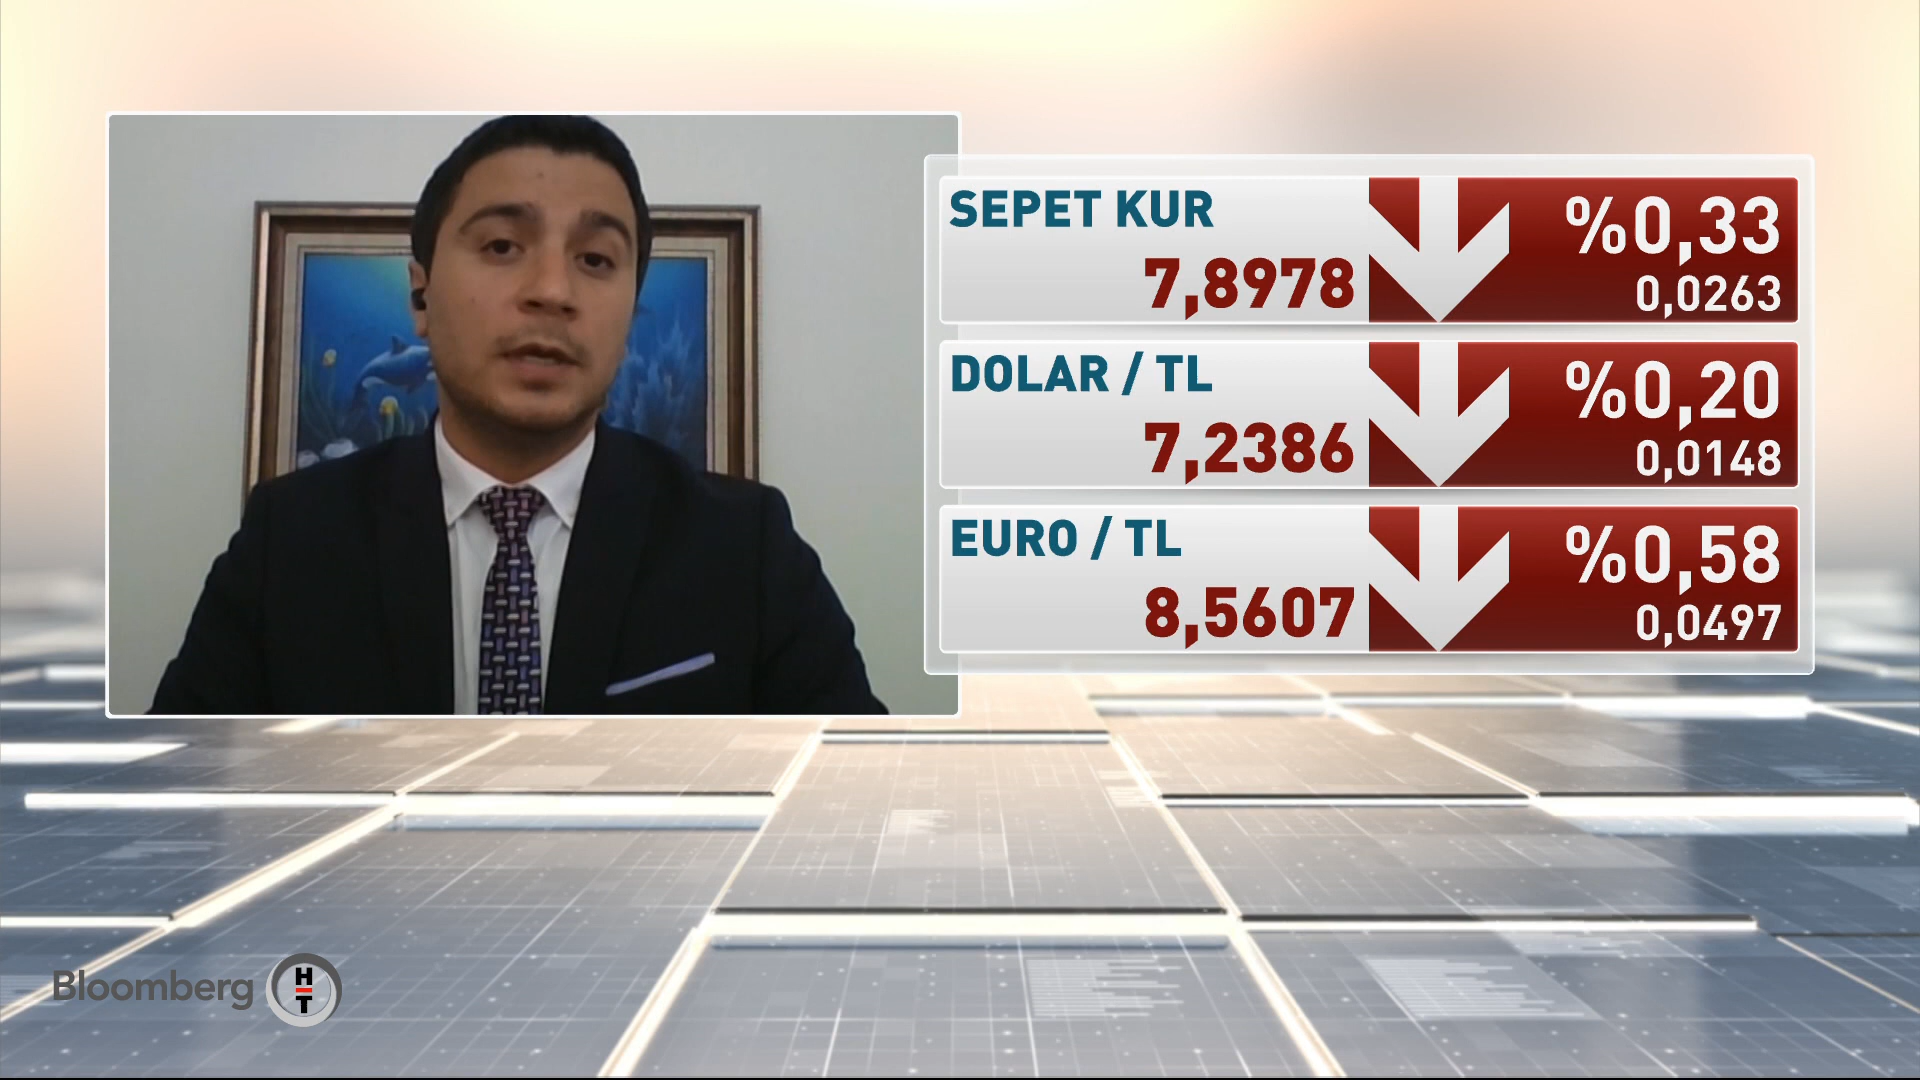 SEPET KUR
7,8978
%0,33
0,0263
DOLAR / TL
7,2386
%0,20
0,0148
EURO / TL
8,5607
%0,58
0,0497
Bloomberg HT